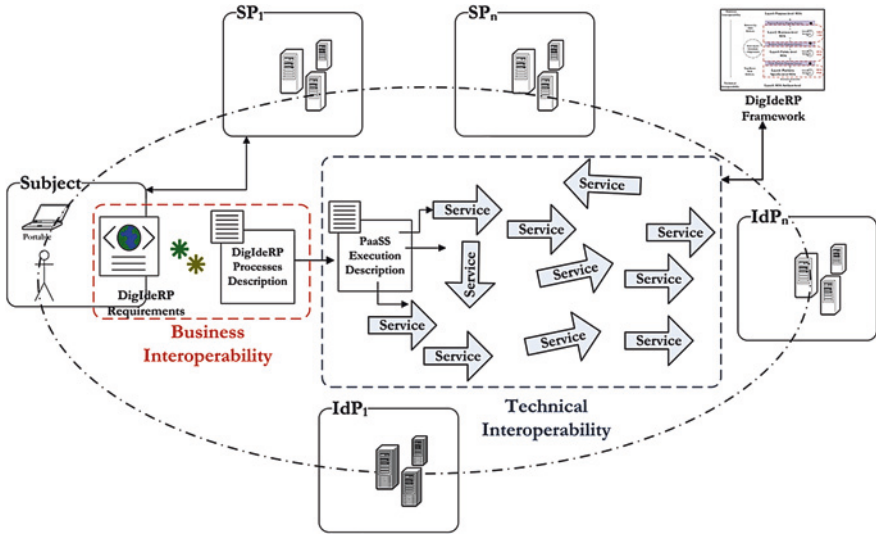 SP1
SPn
DigIdeRP
Framework
Subject
Portable
DigIdeRP
Requirements
DigIdeRP
Processes
Description
Business
Interoperability
PaaSS
Execution
Description
Service
Service
Service
Service
Service
Service
Service
Service
Service
Service
Service
Service
Technical
Interoperability
IdPn
IdP1